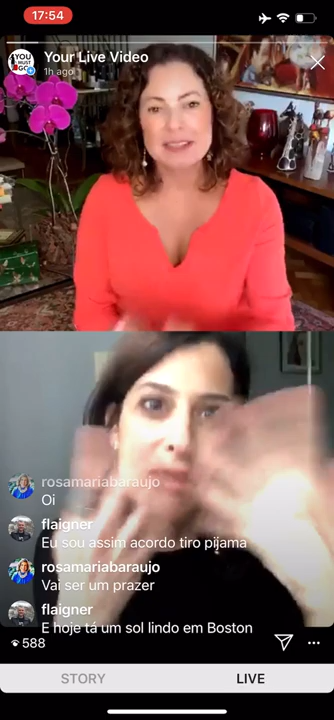 17:54
YOU
MUST
GO
Your Live Video
1h ago
rosamariabaraujo
Oi
flaigner
Eu sou assim acordo tiro pijama
rosamariabaraujo
Vai ser um prazer
flaigner
E hoje tá um sol lindo em Boston
588
STORY
LIVE